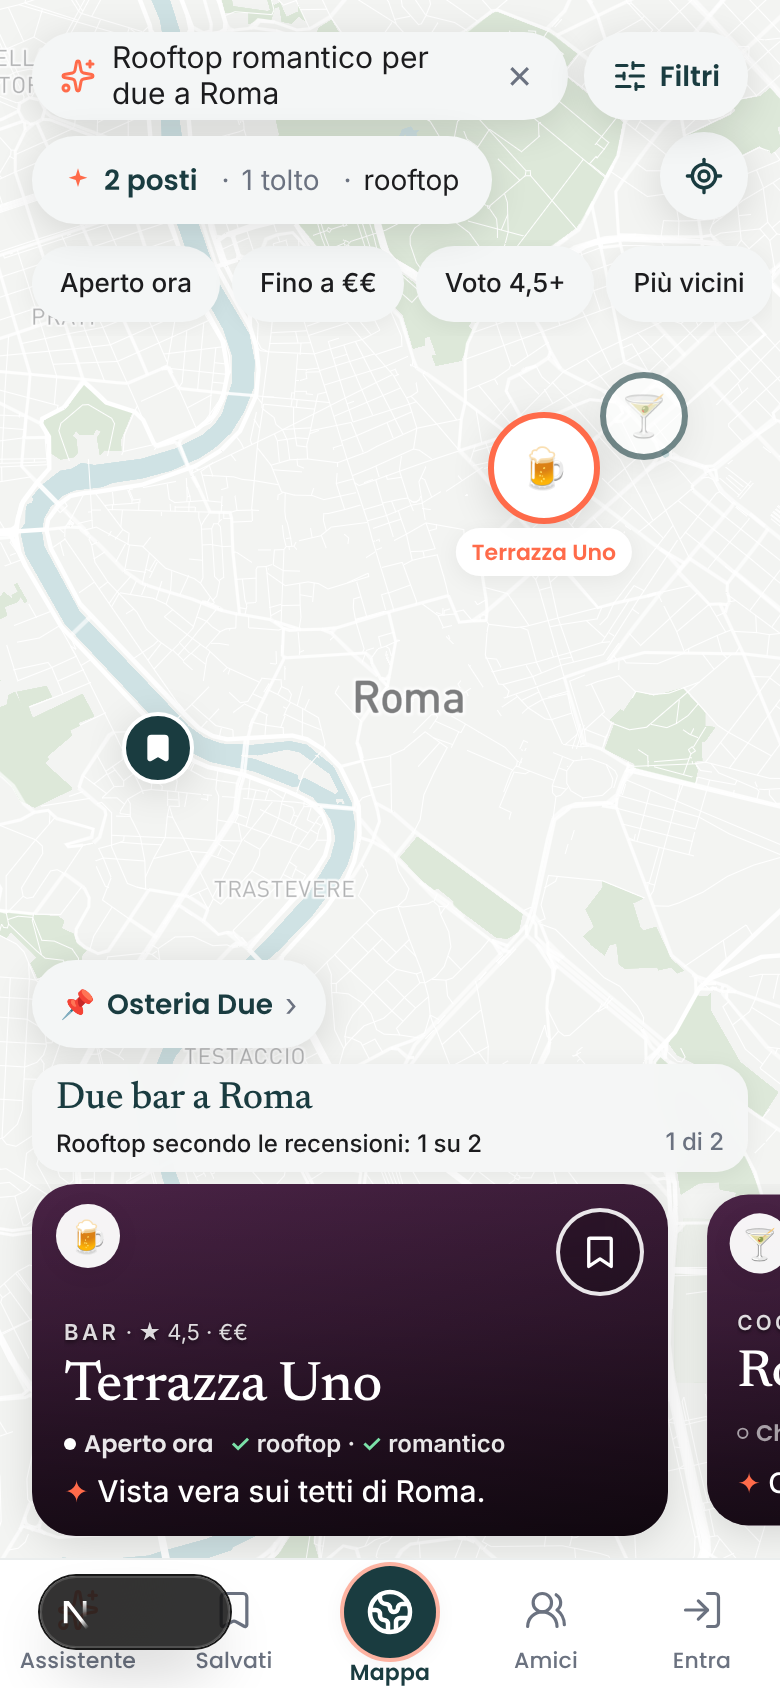 Rooftop romantico per
due a Roma
Filtri
2 posti · 1 tolto · rooftop
Aperto ora
Fino a €€
Voto 4,5+
Più vicini
Terrazza Uno
Roma
TRASTEVERE
Osteria Due ›
TESTACCIO
Due bar a Roma
Rooftop secondo le recensioni: 1 su 2
1 di 2
BAR · ★ 4,5 · €€
Terrazza Uno
Aperto ora ✓ rooftop · ✓ romantico
Vista vera sui tetti di Roma.
N
Assistente
Salvati
Mappa
Amici
Entra